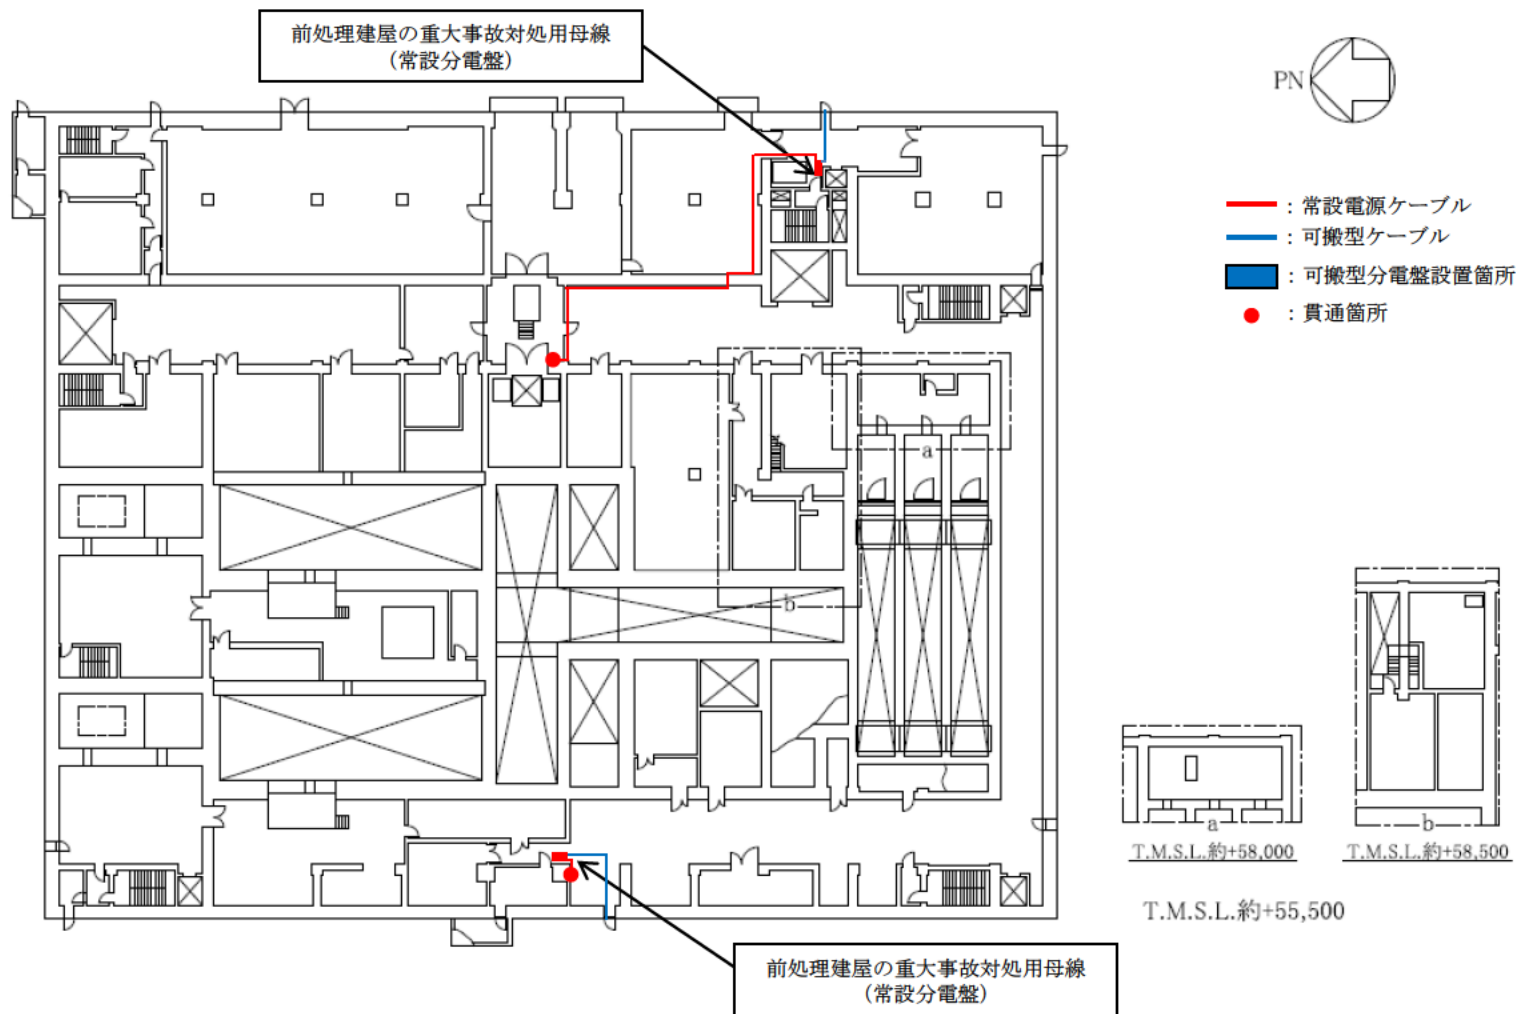 前処理建屋の重大事故対処用母線
（常設分電盤）
PN
：常設電源ケーブル
：可搬型ケーブル
：可搬型分電盤設置箇所
：貫通箇所
a
b
a
T.M.S.L.約+58,000
b
T.M.S.L.約+58,500
T.M.S.L.約+55,500
前処理建屋の重大事故対処用母線
（常設分電盤）